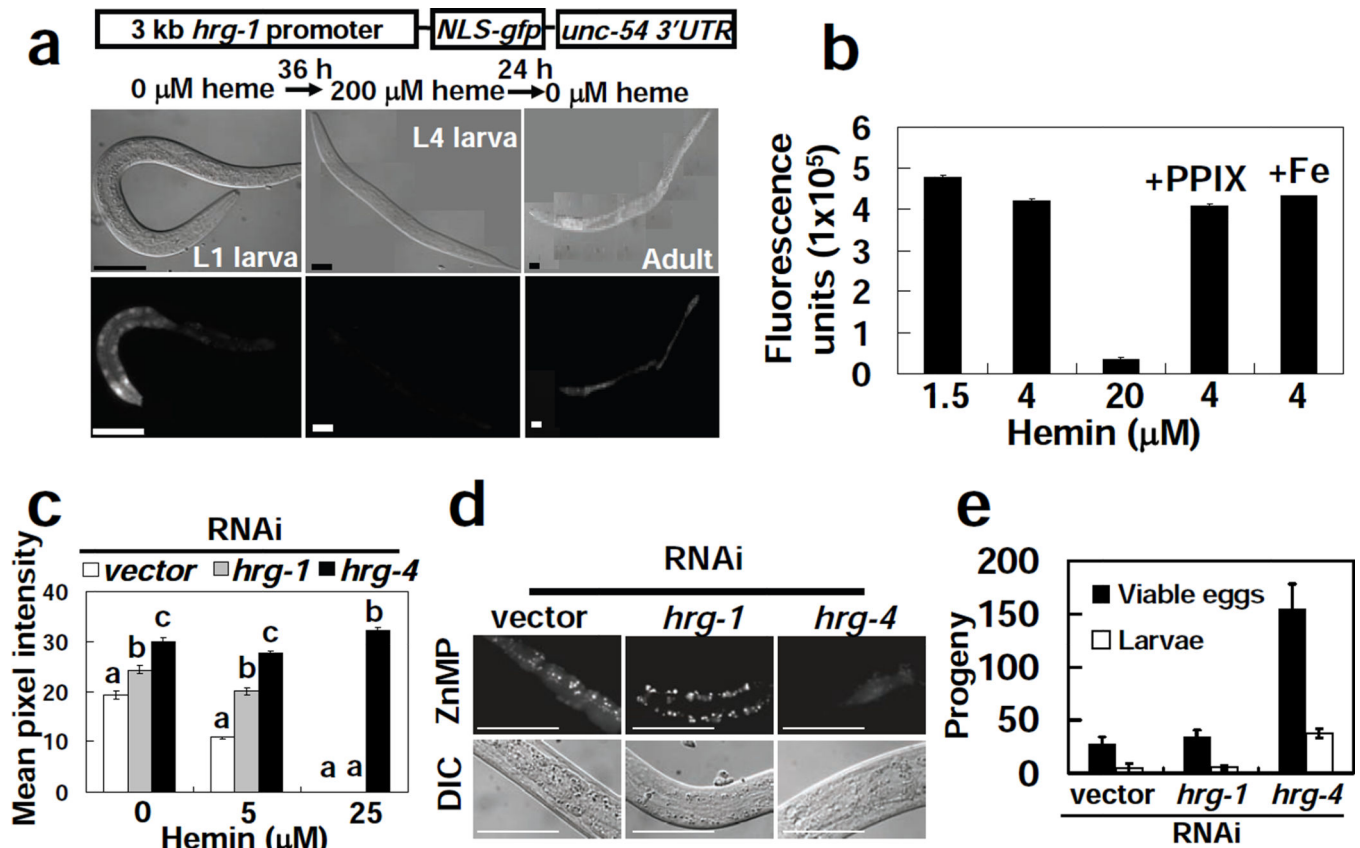 a
3 kb hrg-1 promoter NLS-gfp unc-54 3'UTR
36 h 24 h
0 μM heme 200 μM heme 0 μM heme
L1 larva
L4 larva
Adult
b
Fluorescence
units (1x10⁵)
6
5
4
3
2
1
0
+PPIX +Fe
1.5 4 20 4 4
Hemin (μM)
c
RNAi
vector hrg-1 hrg-4
Mean pixel intensity
40
30
20
10
0
a b c
a b c
a a b
0 5 25
Hemin (μM)
d
RNAi
vector hrg-1 hrg-4
ZnMP
DIC
e
Progeny
200
150
100
50
0
Viable eggs
Larvae
vector hrg-1 hrg-4
RNAi